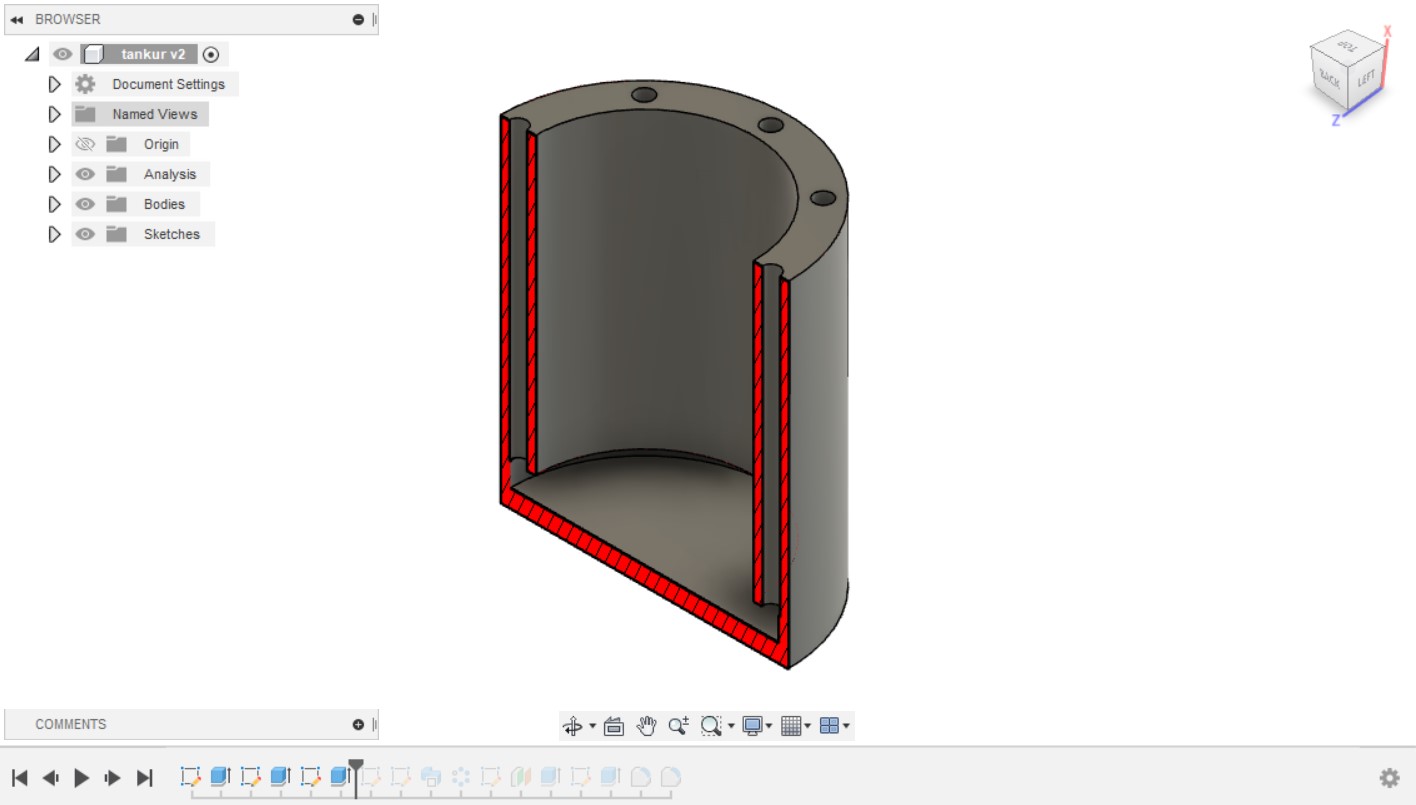 BROWSER
tankur v2
Document Settings
Named Views
Origin
Analysis
Bodies
Sketches
X
TOP
BACK
LEFT
Z
COMMENTS